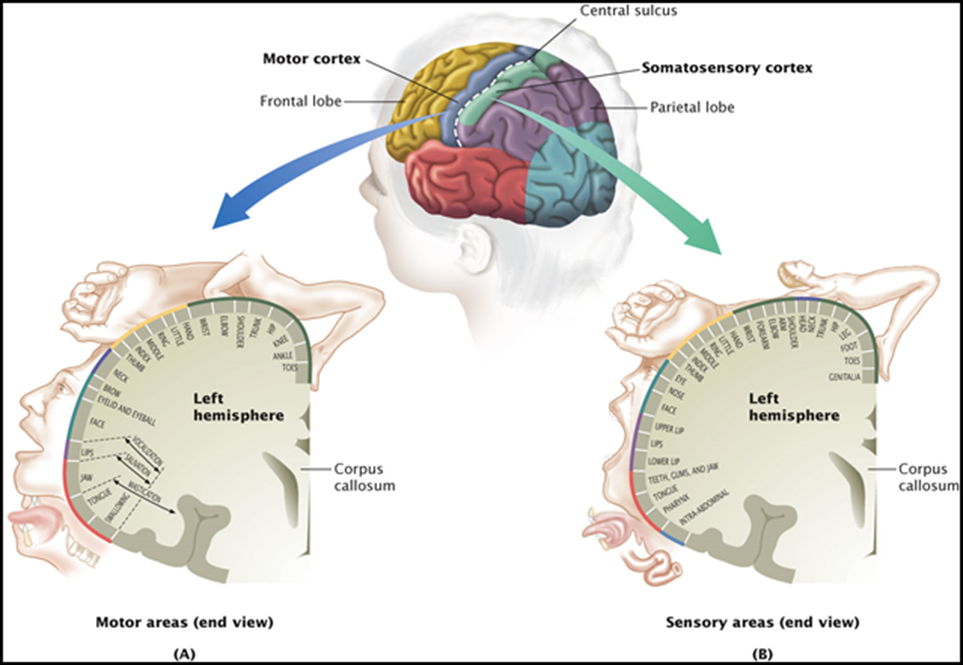 Central sulcus
Motor cortex
Somatosensory cortex
Frontal lobe
Parietal lobe
TOES
ANKLE
KNEE
HIP
TRUNK
SHOULDER
ELBOW
WRIST
HAND
LITTLE
RING
MIDDLE
INDEX
THUMB
NECK
BROW
EYELID AND EYEBALL
FACE
LIPS
JAW
TONGUE
SWALLOWING
VOCALIZATION
SALIVATION
MASTICATION
Left
hemisphere
Corpus
callosum
GENITALIA
TOES
FOOT
LEG
HIP
TRUNK
NECK
HEAD
SHOULDER
ARM
ELBOW
FOREARM
WRIST
HAND
LITTLE
RING
MIDDLE
INDEX
THUMB
EYE
NOSE
FACE
UPPER LIP
LIPS
LOWER LIP
TEETH, GUMS, AND JAW
TONGUE
PHARYNX
INTRA-ABDOMINAL
Left
hemisphere
Corpus
callosum
Motor areas (end view)
(A)
Sensory areas (end view)
(B)